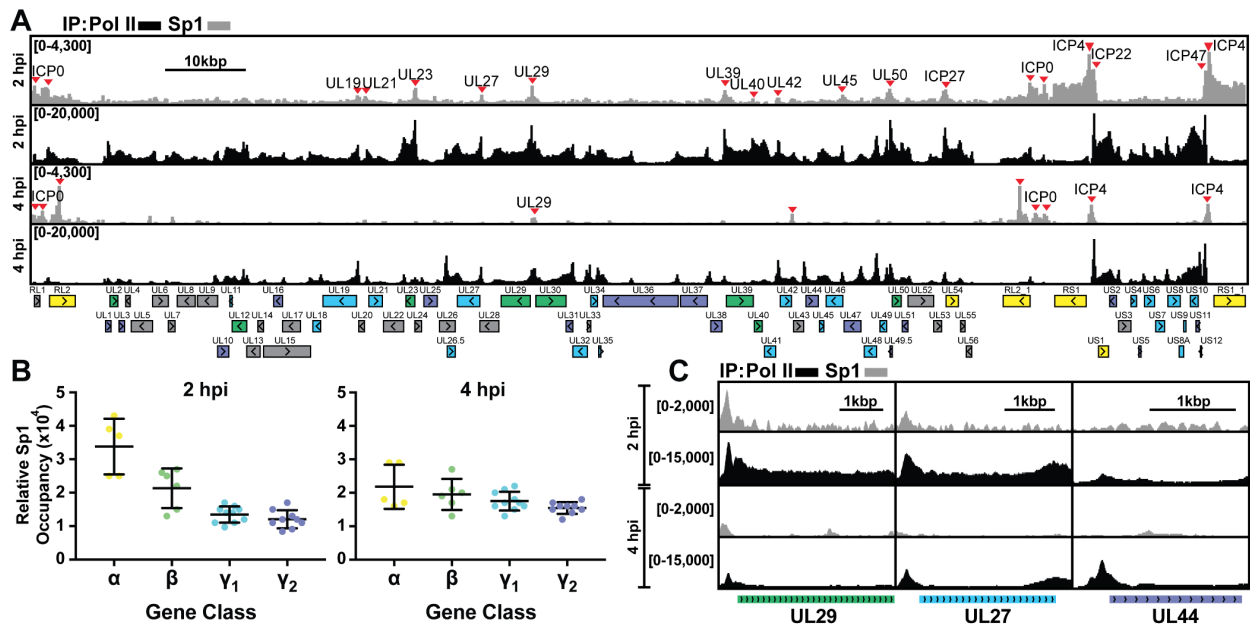 A
IP: Pol II Sp1
2 hpi
[0-4,300]
10kbp
ICP0 UL19 UL21 UL23 UL27 UL29 UL39 UL40 UL42 UL45 UL50 ICP27 ICP0 ICP4 ICP22 ICP47 ICP4
2 hpi
[0-20,000]
4 hpi
[0-4,300]
ICP0 UL29 ICP0 ICP4 ICP4
4 hpi
[0-20,000]
RL1 RL2 UL2 UL4 UL6 UL8 UL9 UL11 UL16 UL19 UL21 UL23 UL25 UL27 UL29 UL30 UL34 UL36 UL37 UL39 UL42 UL44 UL46 UL50 UL52 UL54 RL2_1 RS1 US2 US4 US6 US8 US10 RS1_1
UL1 UL3 UL5 UL7 UL12 UL14 UL17 UL18 UL20 UL22 UL24 UL26 UL28 UL31 UL33 UL38 UL40 UL43 UL45 UL47 UL49 UL51 UL53 UL55 US3 US7 US9 US11
UL10 UL13 UL15 UL26.5 UL32 UL35 UL41 UL48 UL49.5 UL56 US1 US5 US8A US12
B
2 hpi
4 hpi
Relative Sp1
Occupancy (x10⁴)
5
4
3
2
1
0
α β γ₁ γ₂
Gene Class
5
4
3
2
1
0
α β γ₁ γ₂
Gene Class
C
IP: Pol II Sp1
2 hpi
[0-2,000]
1kbp 1kbp 1kbp
[0-15,000]
4 hpi
[0-2,000]
[0-15,000]
UL29 UL27 UL44